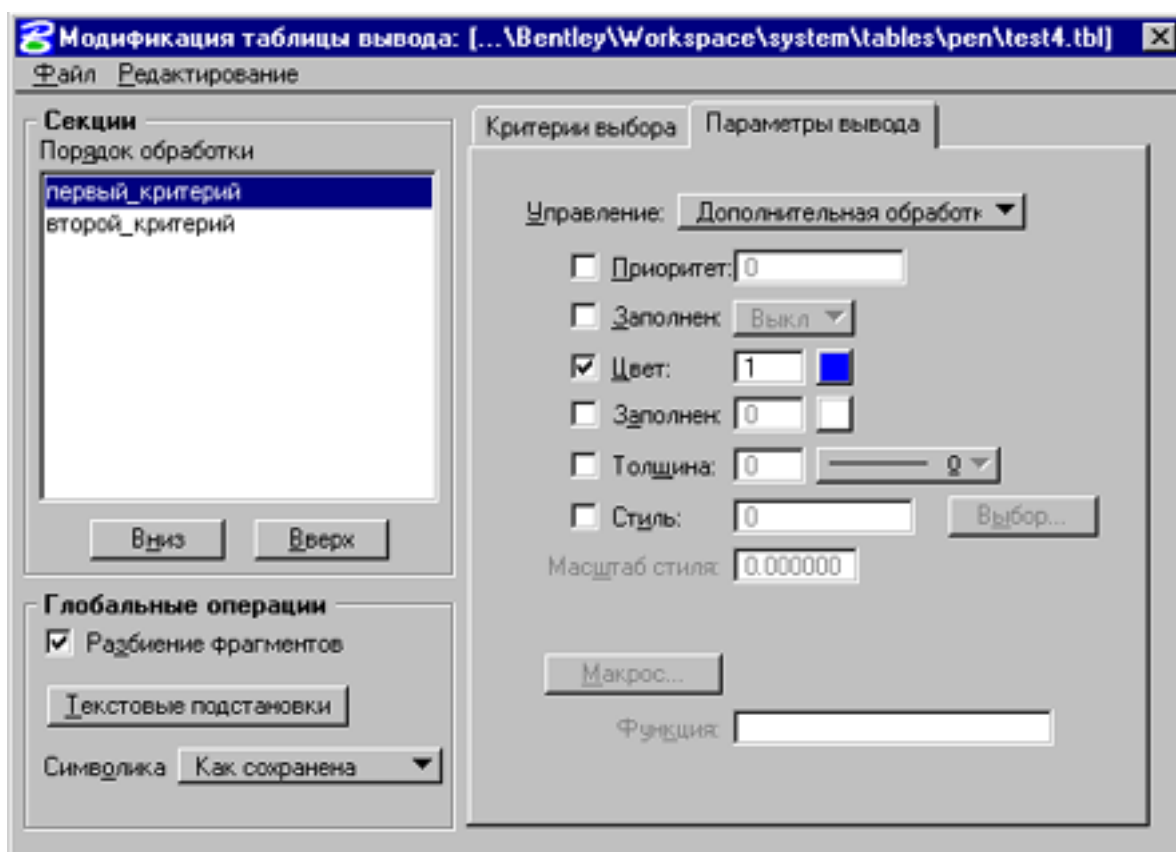 Модификация таблицы вывода: [...\Bentley\Workspace\system\tables\pen\test4.tbl]
Файл Редактирование
Секции
Порядок обработки
первый_критерий
второй_критерий
Вниз Вверх
Глобальные операции
Разбиение фрагментов
Текстовые подстановки
Символика Как сохранена
Критерии выбора Параметры вывода
Управление: Дополнительная обработк
Приоритет: 0
Заполнен: Выкл
Цвет: 1
Заполнен: 0
Толщина: 0 0
Стиль: 0 Выбор...
Масштаб стиля: 0.000000
Макрос...
Функция: